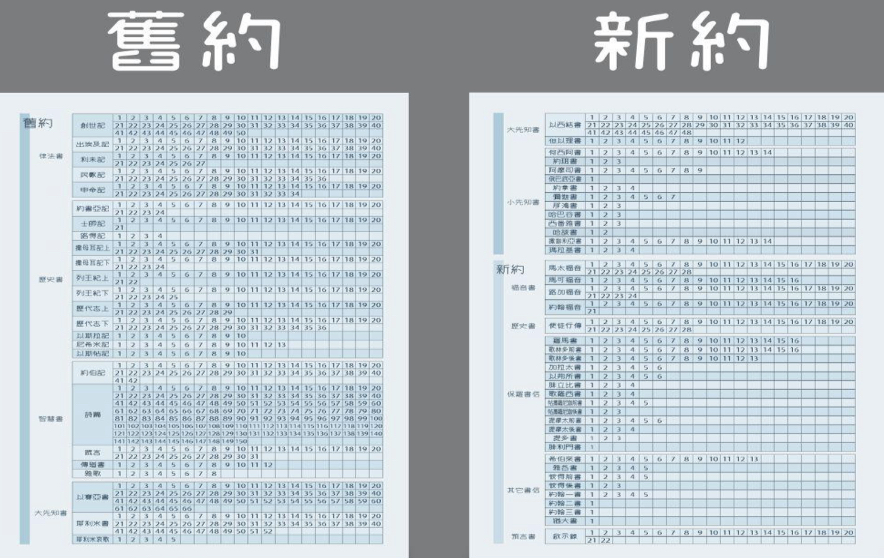 舊約 新約
舊約
律法書
創世記 1 2 3 4 5 6 7 8 9 10 11 12 13 14 15 16 17 18 19 20
21 22 23 24 25 26 27 28 29 30 31 32 33 34 35 36 37 38 39 40
41 42 43 44 45 46 47 48 49 50
出埃及記 1 2 3 4 5 6 7 8 9 10 11 12 13 14 15 16 17 18 19 20
21 22 23 24 25 26 27 28 29 30 31 32 33 34 35 36 37 38 39 40
利未記 1 2 3 4 5 6 7 8 9 10 11 12 13 14 15 16 17 18 19 20
21 22 23 24 25 26 27
民數記 1 2 3 4 5 6 7 8 9 10 11 12 13 14 15 16 17 18 19 20
21 22 23 24 25 26 27 28 29 30 31 32 33 34 35 36
申命記 1 2 3 4 5 6 7 8 9 10 11 12 13 14 15 16 17 18 19 20
21 22 23 24 25 26 27 28 29 30 31 32 33 34
歷史書
約書亞記 1 2 3 4 5 6 7 8 9 10 11 12 13 14 15 16 17 18 19 20
21 22 23 24
士師記 1 2 3 4 5 6 7 8 9 10 11 12 13 14 15 16 17 18 19 20
21
路得記 1 2 3 4
撒母耳記上 1 2 3 4 5 6 7 8 9 10 11 12 13 14 15 16 17 18 19 20
21 22 23 24 25 26 27 28 29 30 31
撒母耳記下 1 2 3 4 5 6 7 8 9 10 11 12 13 14 15 16 17 18 19 20
21 22 23 24
列王紀上 1 2 3 4 5 6 7 8 9 10 11 12 13 14 15 16 17 18 19 20
21 22
列王紀下 1 2 3 4 5 6 7 8 9 10 11 12 13 14 15 16 17 18 19 20
21 22 23 24 25
歷代志上 1 2 3 4 5 6 7 8 9 10 11 12 13 14 15 16 17 18 19 20
21 22 23 24 25 26 27 28 29
歷代志下 1 2 3 4 5 6 7 8 9 10 11 12 13 14 15 16 17 18 19 20
21 22 23 24 25 26 27 28 29 30 31 32 33 34 35 36
以斯拉記 1 2 3 4 5 6 7 8 9 10
尼希米記 1 2 3 4 5 6 7 8 9 10 11 12 13
以斯帖記 1 2 3 4 5 6 7 8 9 10
智慧書
約伯記 1 2 3 4 5 6 7 8 9 10 11 12 13 14 15 16 17 18 19 20
21 22 23 24 25 26 27 28 29 30 31 32 33 34 35 36 37 38 39 40
41 42
詩篇 1 2 3 4 5 6 7 8 9 10 11 12 13 14 15 16 17 18 19 20
21 22 23 24 25 26 27 28 29 30 31 32 33 34 35 36 37 38 39 40
41 42 43 44 45 46 47 48 49 50 51 52 53 54 55 56 57 58 59 60
61 62 63 64 65 66 67 68 69 70 71 72 73 74 75 76 77 78 79 80
81 82 83 84 85 86 87 88 89 90 91 92 93 94 95 96 97 98 99 100
101 102 103 104 105 106 107 108 109 110 111 112 113 114 115 116 117 118 119 120
121 122 123 124 125 126 127 128 129 130 131 132 133 134 135 136 137 138 139 140
141 142 143 144 145 146 147 148 149 150
箴言 1 2 3 4 5 6 7 8 9 10 11 12 13 14 15 16 17 18 19 20
21 22 23 24 25 26 27 28 29 30 31
傳道書 1 2 3 4 5 6 7 8 9 10 11 12
雅歌 1 2 3 4 5 6 7 8
大先知書
以賽亞書 1 2 3 4 5 6 7 8 9 10 11 12 13 14 15 16 17 18 19 20
21 22 23 24 25 26 27 28 29 30 31 32 33 34 35 36 37 38 39 40
41 42 43 44 45 46 47 48 49 50 51 52 53 54 55 56 57 58 59 60
61 62 63 64 65 66
耶利米書 1 2 3 4 5 6 7 8 9 10 11 12 13 14 15 16 17 18 19 20
21 22 23 24 25 26 27 28 29 30 31 32 33 34 35 36 37 38 39 40
41 42 43 44 45 46 47 48 49 50 51 52
耶利米哀歌 1 2 3 4 5
大先知書
以西結書 1 2 3 4 5 6 7 8 9 10 11 12 13 14 15 16 17 18 19 20
21 22 23 24 25 26 27 28 29 30 31 32 33 34 35 36 37 38 39 40
41 42 43 44 45 46 47 48
但以理書 1 2 3 4 5 6 7 8 9 10 11 12
小先知書
何西阿書 1 2 3 4 5 6 7 8 9 10 11 12 13 14
約珥書 1 2 3
阿摩司書 1 2 3 4 5 6 7 8 9
俄巴底亞書 1
約拿書 1 2 3 4
彌迦書 1 2 3 4 5 6 7
那鴻書 1 2 3
哈巴谷書 1 2 3
西番雅書 1 2 3
哈該書 1 2
撒迦利亞書 1 2 3 4 5 6 7 8 9 10 11 12 13 14
瑪拉基書 1 2 3 4
新約
福音書
馬太福音 1 2 3 4 5 6 7 8 9 10 11 12 13 14 15 16 17 18 19 20
21 22 23 24 25 26 27 28
馬可福音 1 2 3 4 5 6 7 8 9 10 11 12 13 14 15 16
路加福音 1 2 3 4 5 6 7 8 9 10 11 12 13 14 15 16 17 18 19 20
21 22 23 24
約翰福音 1 2 3 4 5 6 7 8 9 10 11 12 13 14 15 16 17 18 19 20
21
歷史書
使徒行傳 1 2 3 4 5 6 7 8 9 10 11 12 13 14 15 16 17 18 19 20
21 22 23 24 25 26 27 28
保羅書信
羅馬書 1 2 3 4 5 6 7 8 9 10 11 12 13 14 15 16
歌林多前書 1 2 3 4 5 6 7 8 9 10 11 12 13 14 15 16
歌林多後書 1 2 3 4 5 6 7 8 9 10 11 12 13
加拉太書 1 2 3 4 5 6
以弗所書 1 2 3 4 5 6
腓立比書 1 2 3 4
歌羅西書 1 2 3 4
帖撒羅尼迦前書 1 2 3 4 5
帖撒羅尼迦後書 1 2 3
提摩太前書 1 2 3 4 5 6
提摩太後書 1 2 3 4
提多書 1 2 3
腓利門書 1
其它書信
希伯來書 1 2 3 4 5 6 7 8 9 10 11 12 13
雅各書 1 2 3 4 5
彼得前書 1 2 3 4 5
彼得後書 1 2 3
約翰一書 1 2 3 4 5
約翰二書 1
約翰三書 1
猶大書 1
預言書
啟示錄 1 2 3 4 5 6 7 8 9 10 11 12 13 14 15 16 17 18 19 20
21 22